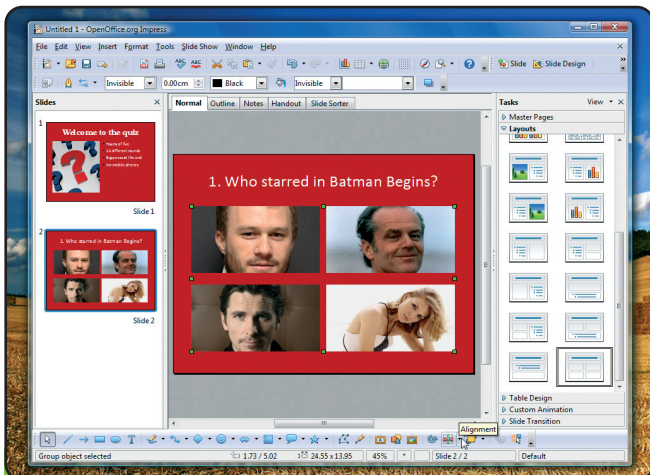 Untitled 1 - OpenOffice.org Impress
File Edit View Insert Format Tools Slide Show Window Help
Slide Slide Design
Invisible 0.00cm Black Invisible
Slides
Normal Outline Notes Handout Slide Sorter
Tasks View
Master Pages
Layouts
1
Welcome to the quiz
Teams of five
Slide 1
2
1. Who starred in Batman Begins?
Slide 2
1. Who starred in Batman Begins?
Table Design
Custom Animation
Slide Transition
Alignment
Group object selected 1.73 / 5.02 24.55 x 13.95 45% * Slide 2 / 2 Default